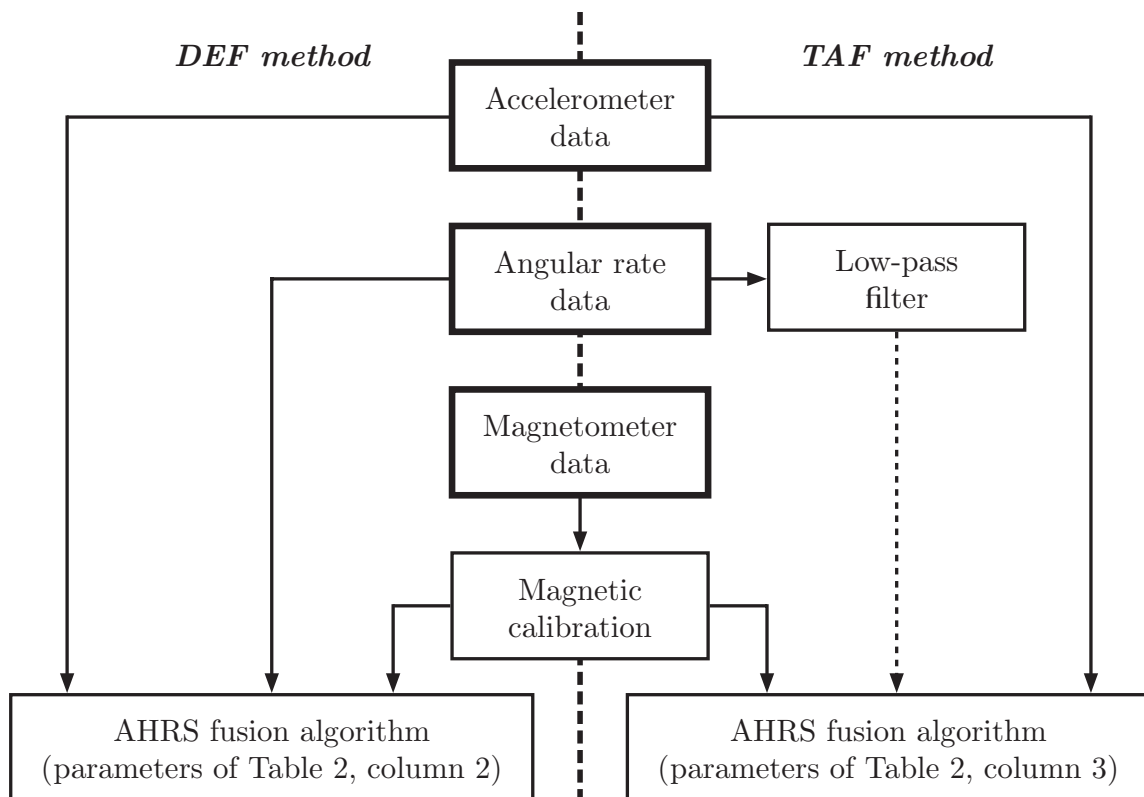 DEF method
TAF method
Accelerometer
data
Angular rate
data
Low-pass
filter
Magnetometer
data
Magnetic
calibration
AHRS fusion algorithm
(parameters of Table 2, column 2)
AHRS fusion algorithm
(parameters of Table 2, column 3)